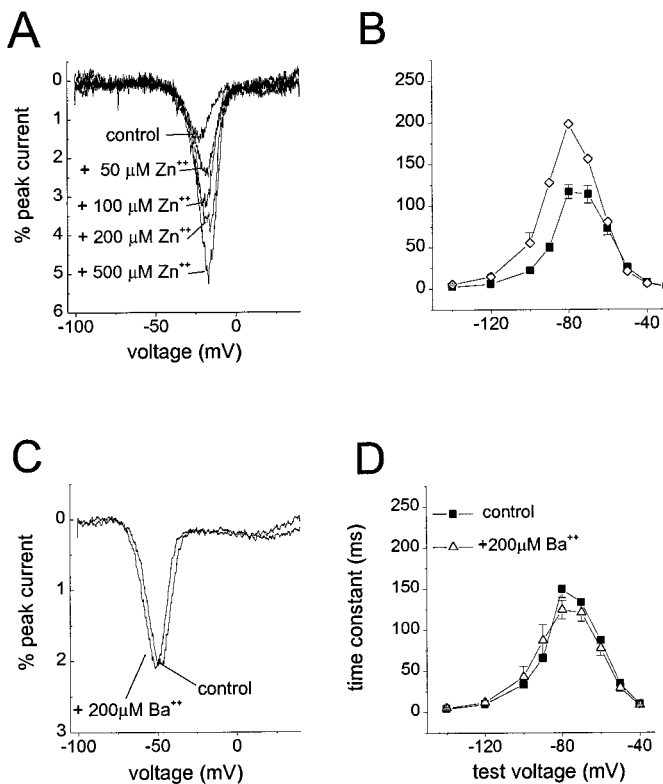 A
0
1
2
3
4
5
6
% peak current
control
+ 50 μM Zn++
+ 100 μM Zn++
+ 200 μM Zn++
+ 500 μM Zn++
-100
-50
0
voltage (mV)
B
250
200
150
100
50
0
-120
-80
-40
C
0
1
2
3
% peak current
control
+ 200μM Ba++
-100
-50
0
voltage (mV)
D
250
200
150
100
50
0
time constant (ms)
control
+200μM Ba++
-120
-80
-40
test voltage (mV)